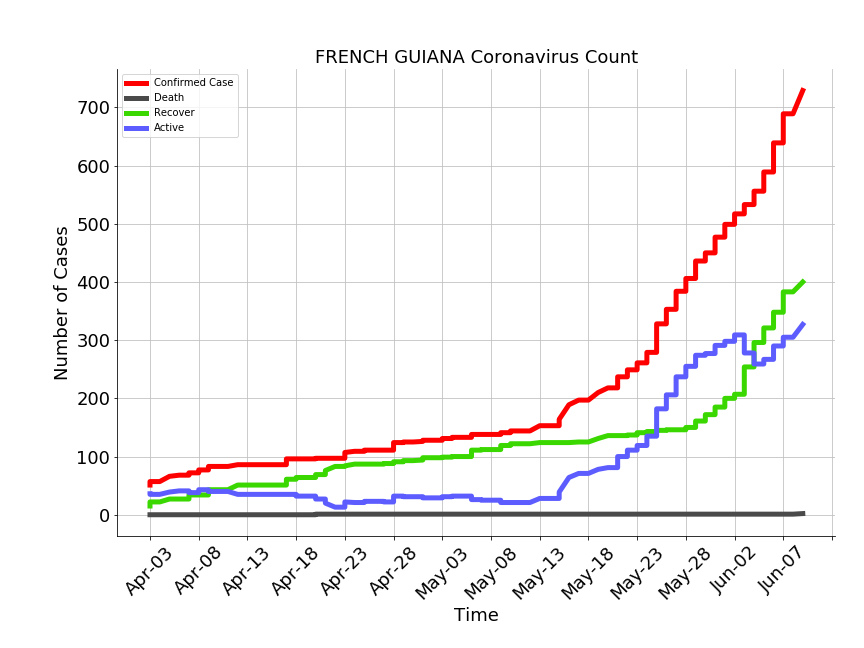 FRENCH GUIANA Coronavirus Count
Confirmed Case
Death
Recover
Active
Number of Cases
700
600
500
400
300
200
100
0
Apr-03
Apr-08
Apr-13
Apr-18
Apr-23
Apr-28
May-03
May-08
May-13
May-18
May-23
May-28
Jun-02
Jun-07
Time